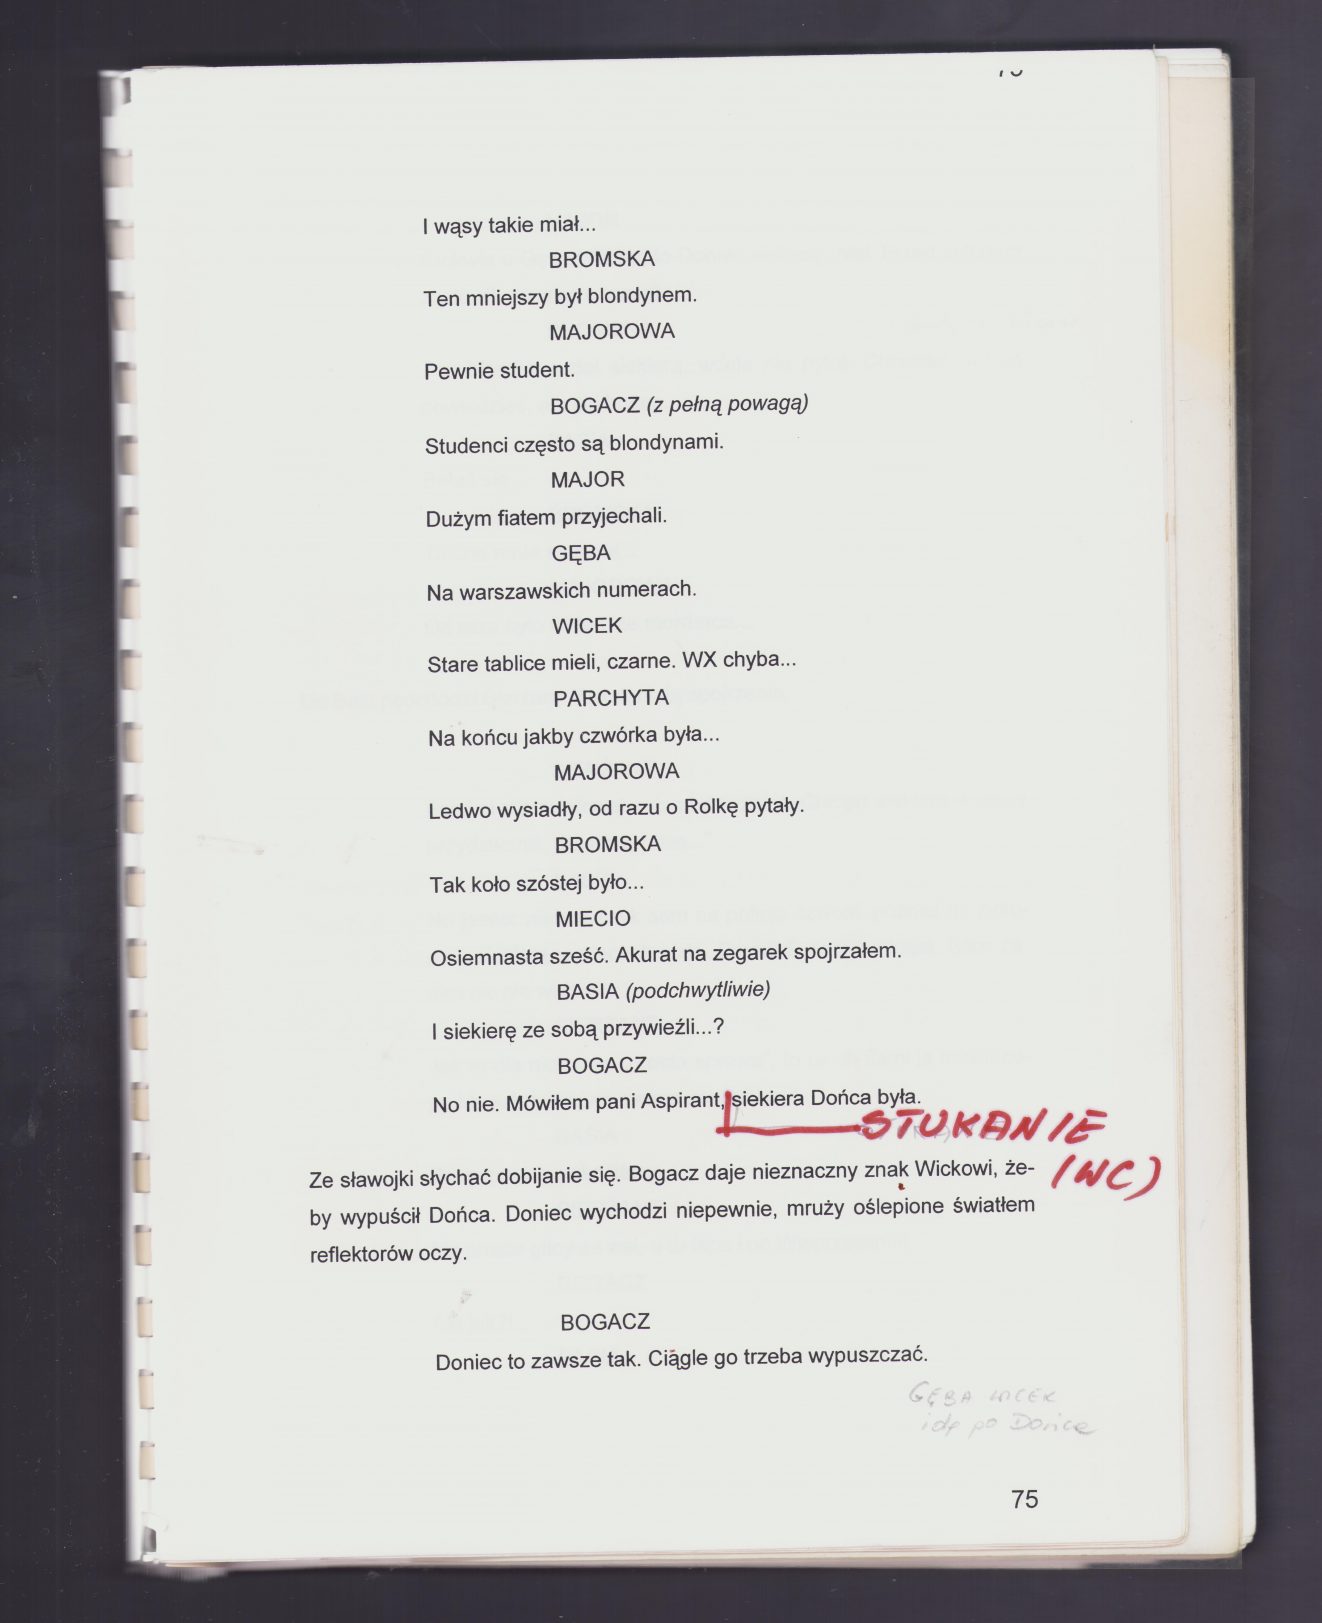 I wąsy takie miał...
BROMSKA
Ten mniejszy był blondynem.
MAJOROWA
Pewnie student.
BOGACZ (z pełną powagą)
Studenci często są blondynami.
MAJOR
Dużym fiatem przyjechali.
GĘBA
Na warszawskich numerach.
WICEK
Stare tablice mieli, czarne. WX chyba...
PARCHYTA
Na końcu jakby czwórka była...
MAJOROWA
Ledwo wysiadły, od razu o Rolkę pytały.
BROMSKA
Tak koło szóstej było...
MIECIO
Osiemnasta sześć. Akurat na zegarek spojrzałem.
BASIA (podchwytliwie)
I siekierę ze sobą przywieźli...?
BOGACZ
No nie. Mówiłem pani Aspirant, siekiera Dońca była.
STUKANIE
(WC)
Ze sławojki słychać dobijanie się. Bogacz daje nieznaczny znak Wickowi, że-
by wypuścił Dońca. Doniec wychodzi niepewnie, mruży oślepione światłem
reflektorów oczy.
BOGACZ
Doniec to zawsze tak. Ciągle go trzeba wypuszczać.
GĘBA WICEK
idą po Dońca
75